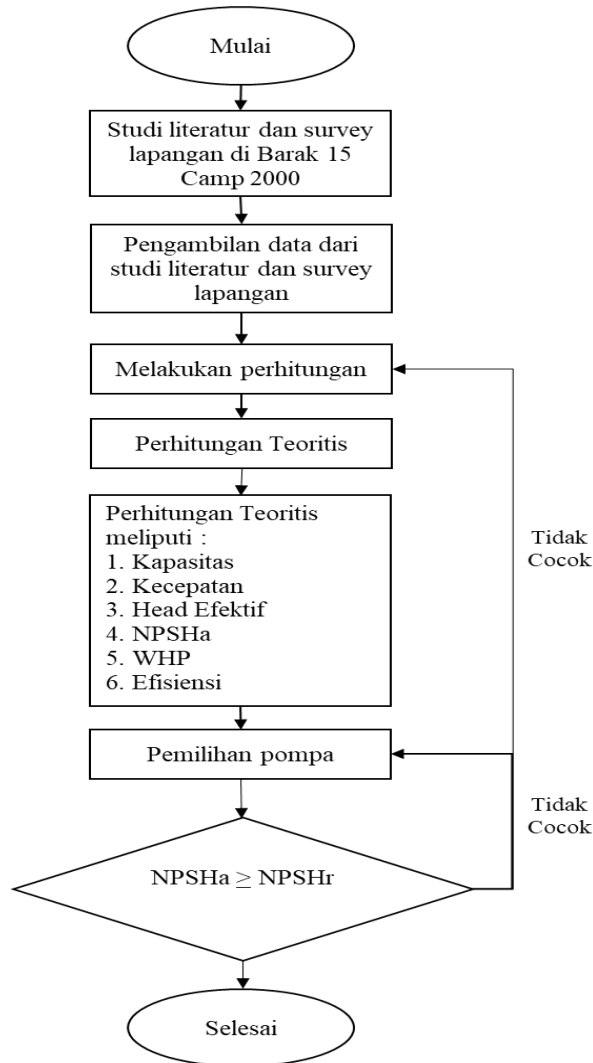 Mulai
Studi literatur dan survey
lapangan di Barak 15
Camp 2000
Pengambilan data dari
studi literatur dan survey
lapangan
Melakukan perhitungan
Perhitungan Teoritis
Perhitungan Teoritis
meliputi :
1. Kapasitas
2. Kecepatan
3. Head Efektif
4. NPSHa
5. WHP
6. Efisiensi
Tidak
Cocok
Pemilihan pompa
Tidak
Cocok
NPSHa ≥ NPSHr
Selesai